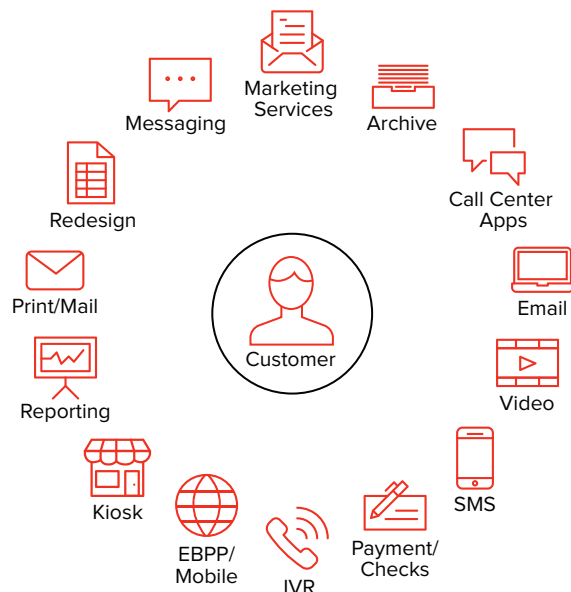 Marketing
Services
Messaging
Archive
Call Center
Apps
Redesign
Print/Mail
Email
Customer
Reporting
Video
Kiosk
SMS
EBPP/
Mobile
IVR
Payment/
Checks